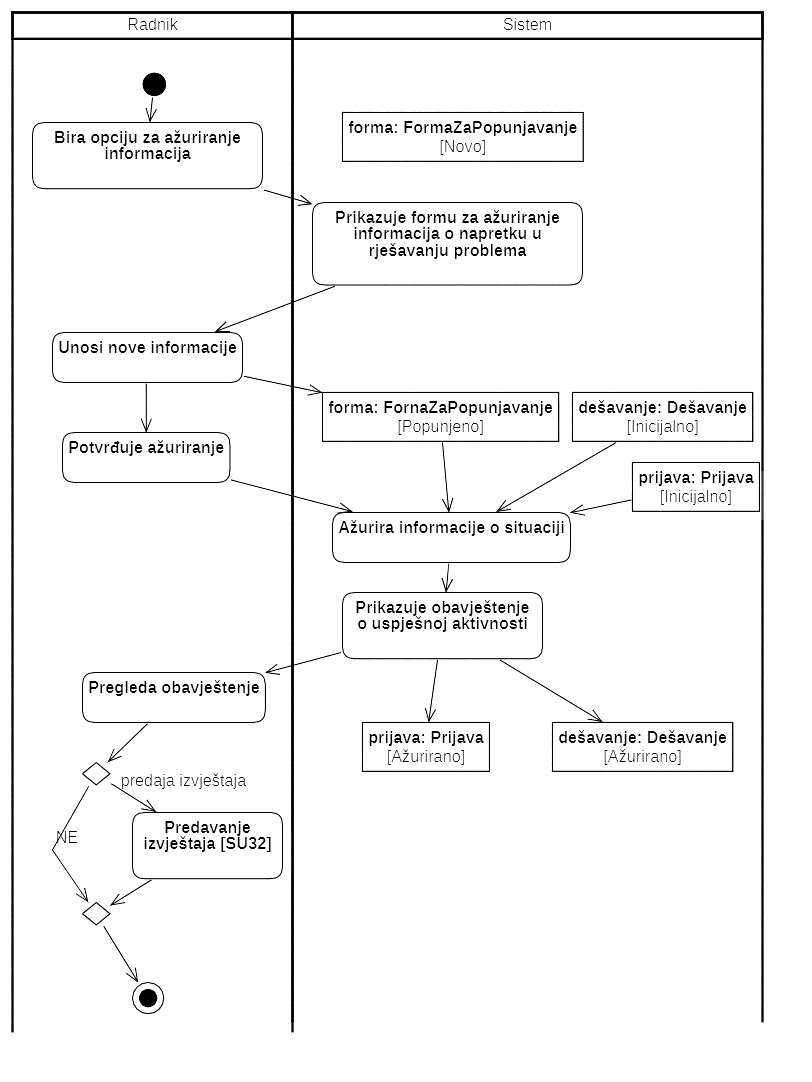 Radnik
Sistem
forma: FormaZaPopunjavanje
[Novo]
Bira opciju za ažuriranje
informacija
Prikazuje formu za ažuriranje
informacija o napretku u
rješavanju problema
Unosi nove informacije
forma: FornaZaPopunjavanje
[Popunjeno]
dešavanje: Dešavanje
[Inicijalno]
Potvrđuje ažuriranje
prijava: Prijava
[Inicijalno]
Ažurira informacije o situaciji
Prikazuje obavještenje
o uspješnoj aktivnosti
Pregleda obavještenje
prijava: Prijava
[Ažurirano]
dešavanje: Dešavanje
[Ažurirano]
predaja izvještaja
NE
Predavanje
izvještaja [SU32]